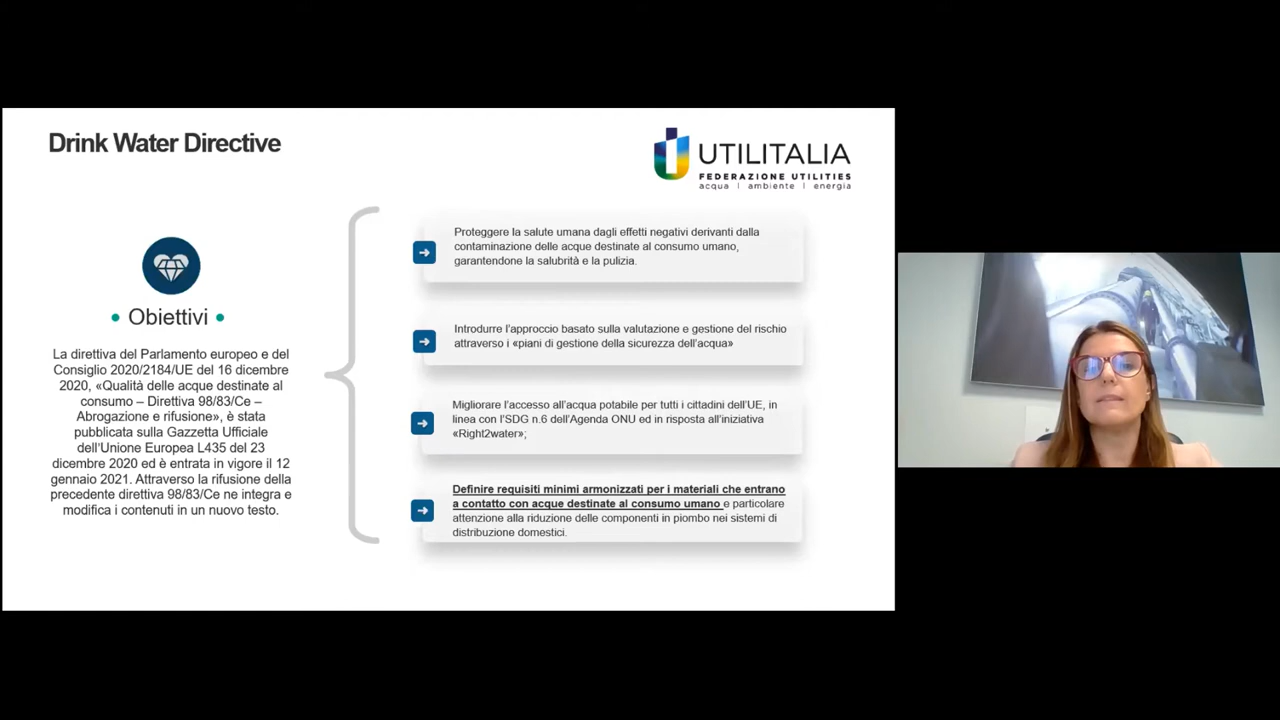 Drink Water Directive
UTILITALIA
FEDERAZIONE UTILITIES
acqua | ambiente | energia
• Obiettivi •
La direttiva del Parlamento europeo e del
Consiglio 2020/2184/UE del 16 dicembre
2020, «Qualità delle acque destinate al
consumo – Direttiva 98/83/Ce –
Abrogazione e rifusione», è stata
pubblicata sulla Gazzetta Ufficiale
dell'Unione Europea L435 del 23
dicembre 2020 ed è entrata in vigore il 12
gennaio 2021. Attraverso la rifusione della
precedente direttiva 98/83/Ce ne integra e
modifica i contenuti in un nuovo testo.
Proteggere la salute umana dagli effetti negativi derivanti dalla
contaminazione delle acque destinate al consumo umano,
garantendone la salubrità e la pulizia.
Introdurre l'approccio basato sulla valutazione e gestione del rischio
attraverso i «piani di gestione della sicurezza dell'acqua»
Migliorare l'accesso all'acqua potabile per tutti i cittadini dell'UE, in
linea con l'SDG n.6 dell'Agenda ONU ed in risposta all'iniziativa
«Right2water»;
Definire requisiti minimi armonizzati per i materiali che entrano
a contatto con acque destinate al consumo umano e particolare
attenzione alla riduzione delle componenti in piombo nei sistemi di
distribuzione domestici.